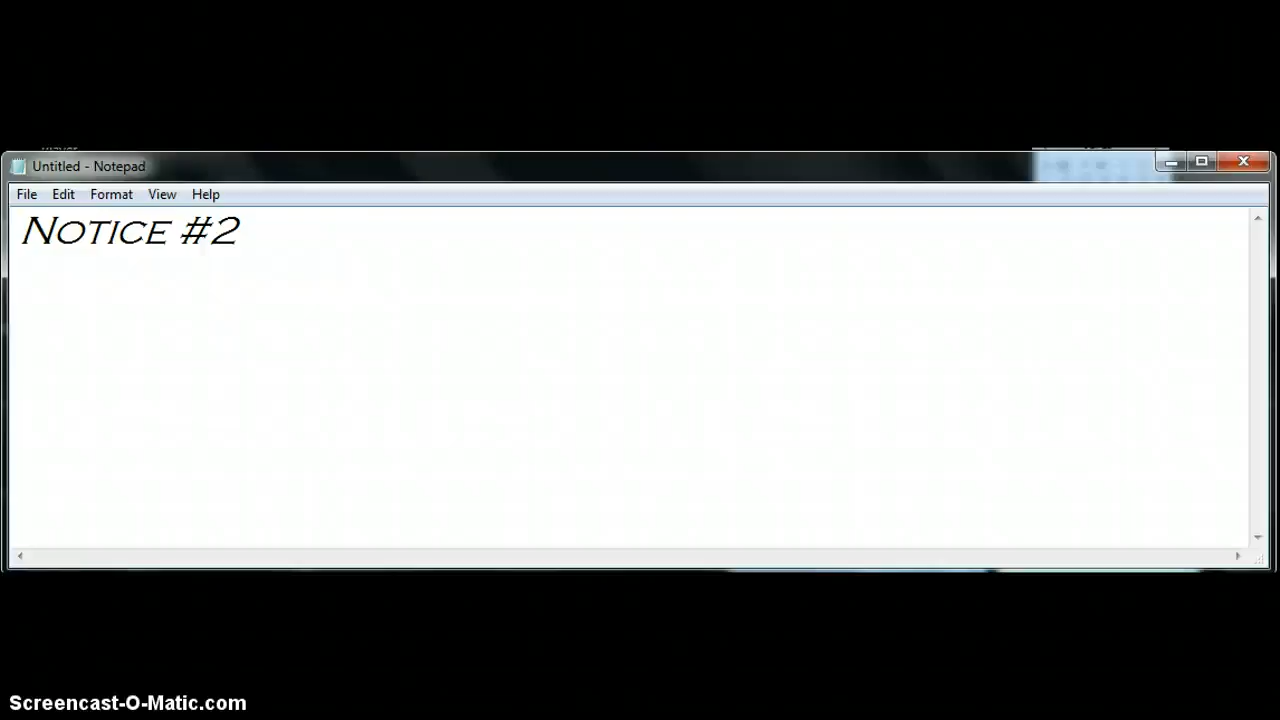 Untitled - Notepad
File Edit Format View Help
NOTICE #2
Screencast-O-Matic.com